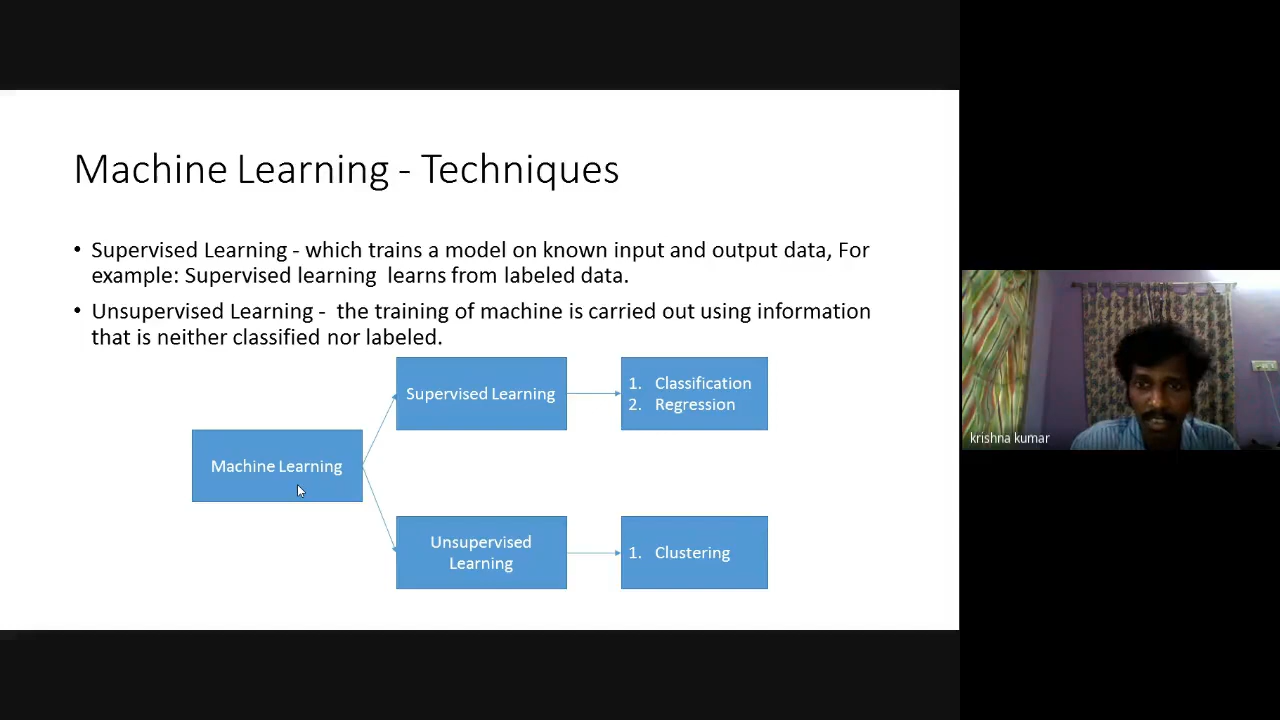 Machine Learning - Techniques
• Supervised Learning - which trains a model on known input and output data, For
example: Supervised learning  learns from labeled data.
• Unsupervised Learning -  the training of machine is carried out using information
that is neither classified nor labeled.
Supervised Learning
1. Classification
2. Regression
Machine Learning
Unsupervised
Learning
1. Clustering
krishna kumar